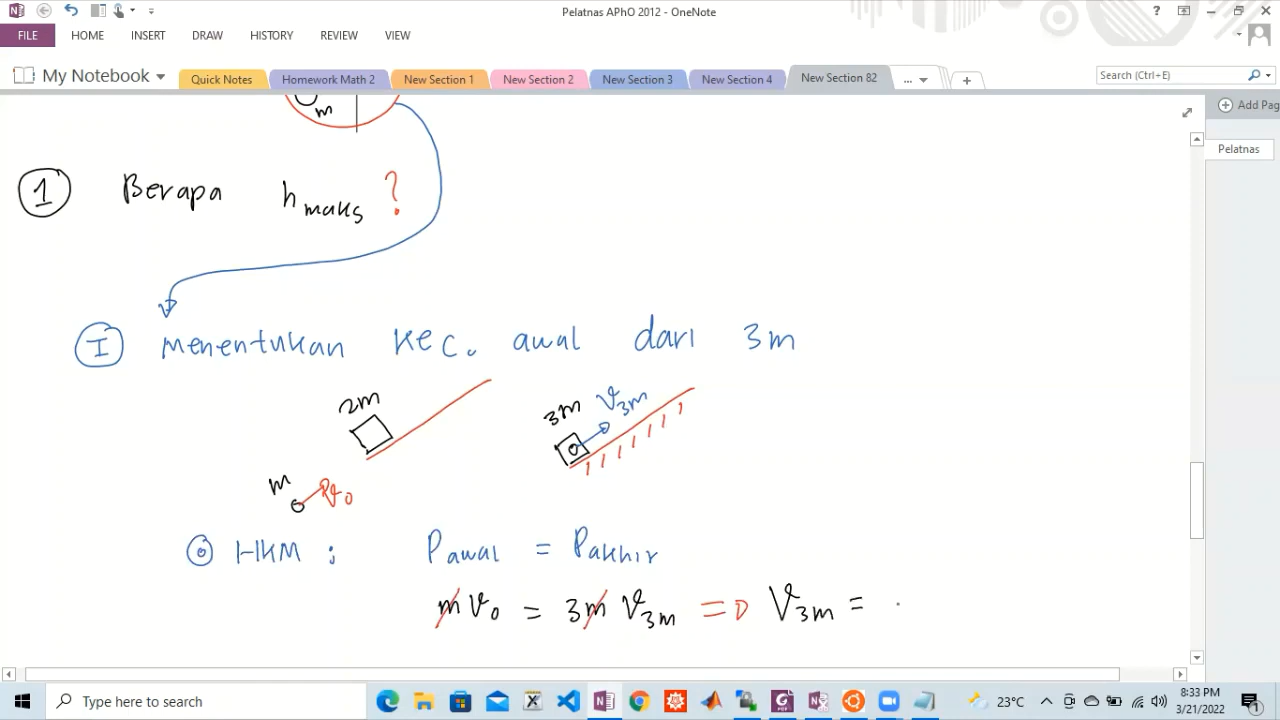 Pelatnas APhO 2012 - OneNote
FILE HOME INSERT DRAW HISTORY REVIEW VIEW
My Notebook Quick Notes Homework Math 2 New Section 1 New Section 2 New Section 3 New Section 4 New Section 82 ... Search (Ctrl+E)
Add Pag
Pelatnas
m
1 Berapa hmaks ?
I Menentukan Kec. awal dari 3m
2m
3m V3m
m v0
HKM : Pawal = Pakhir
m v0 = 3m V3m => V3m =
Type here to search
23°C
8:33 PM
3/21/2022
1